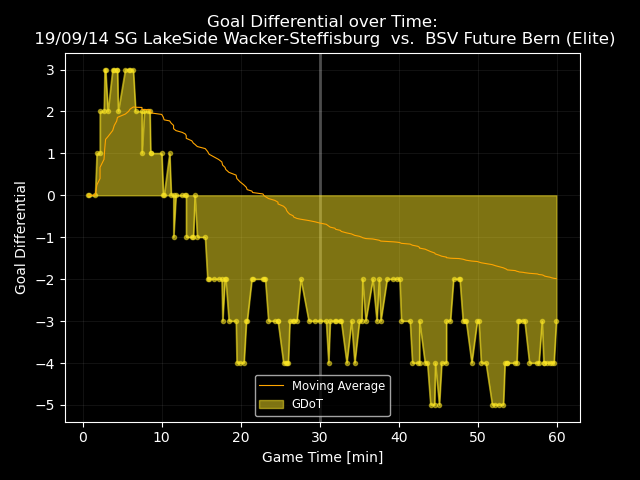 Goal Differential over Time:
19/09/14 SG LakeSide Wacker-Steffisburg  vs.  BSV Future Bern (Elite)
3
2
1
0
−1
−2
−3
−4
−5
Goal Differential
Moving Average
GDoT
0 10 20 30 40 50 60
Game Time [min]